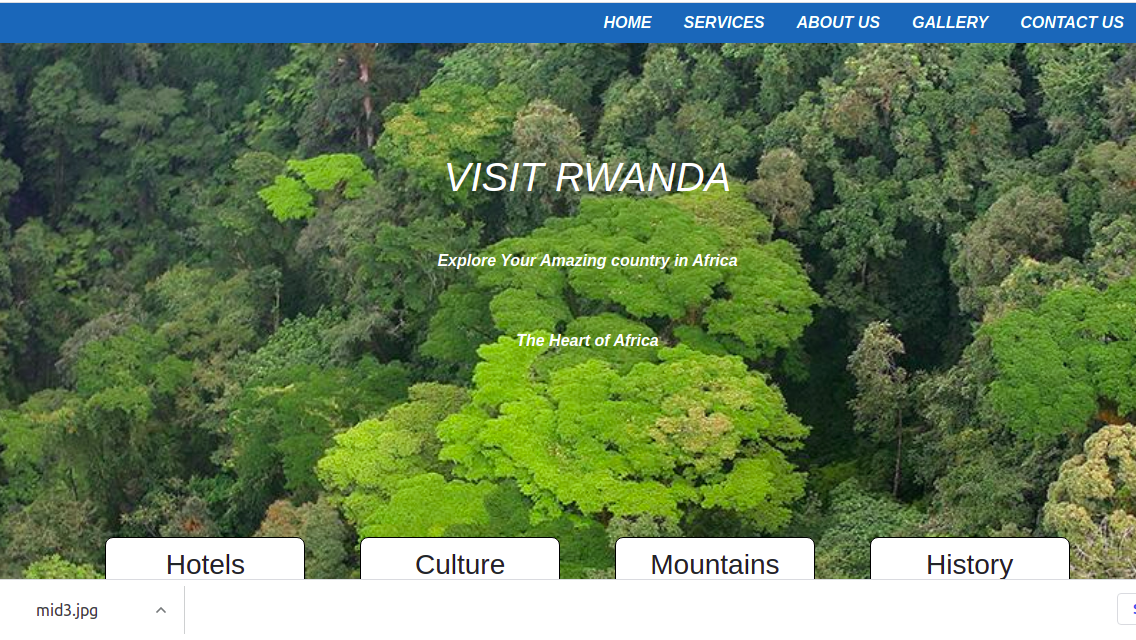 HOME SERVICES ABOUT US GALLERY CONTACT US
VISIT RWANDA
Explore Your Amazing country in Africa
The Heart of Africa
Hotels Culture Mountains History
mid3.jpg